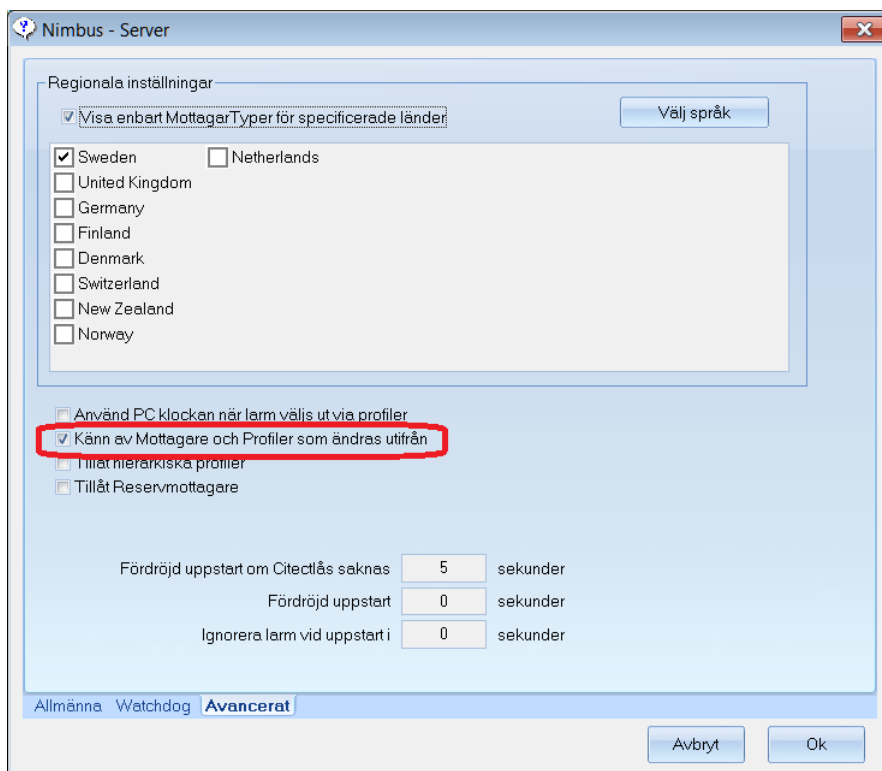 Nimbus - Server
Regionala inställningar
Visa enbart MottagarTyper för specificerade länder
Välj språk
Sweden Netherlands
United Kingdom
Germany
Finland
Denmark
Switzerland
New Zealand
Norway
Använd PC klockan när larm väljs ut via profiler
Känn av Mottagare och Profiler som ändras utifrån
Tillåt hierarkiska profiler
Tillåt Reservmottagare
Fördröjd uppstart om Citectlås saknas 5 sekunder
Fördröjd uppstart 0 sekunder
Ignorera larm vid uppstart i 0 sekunder
Allmänna Watchdog Avancerat
Avbryt Ok